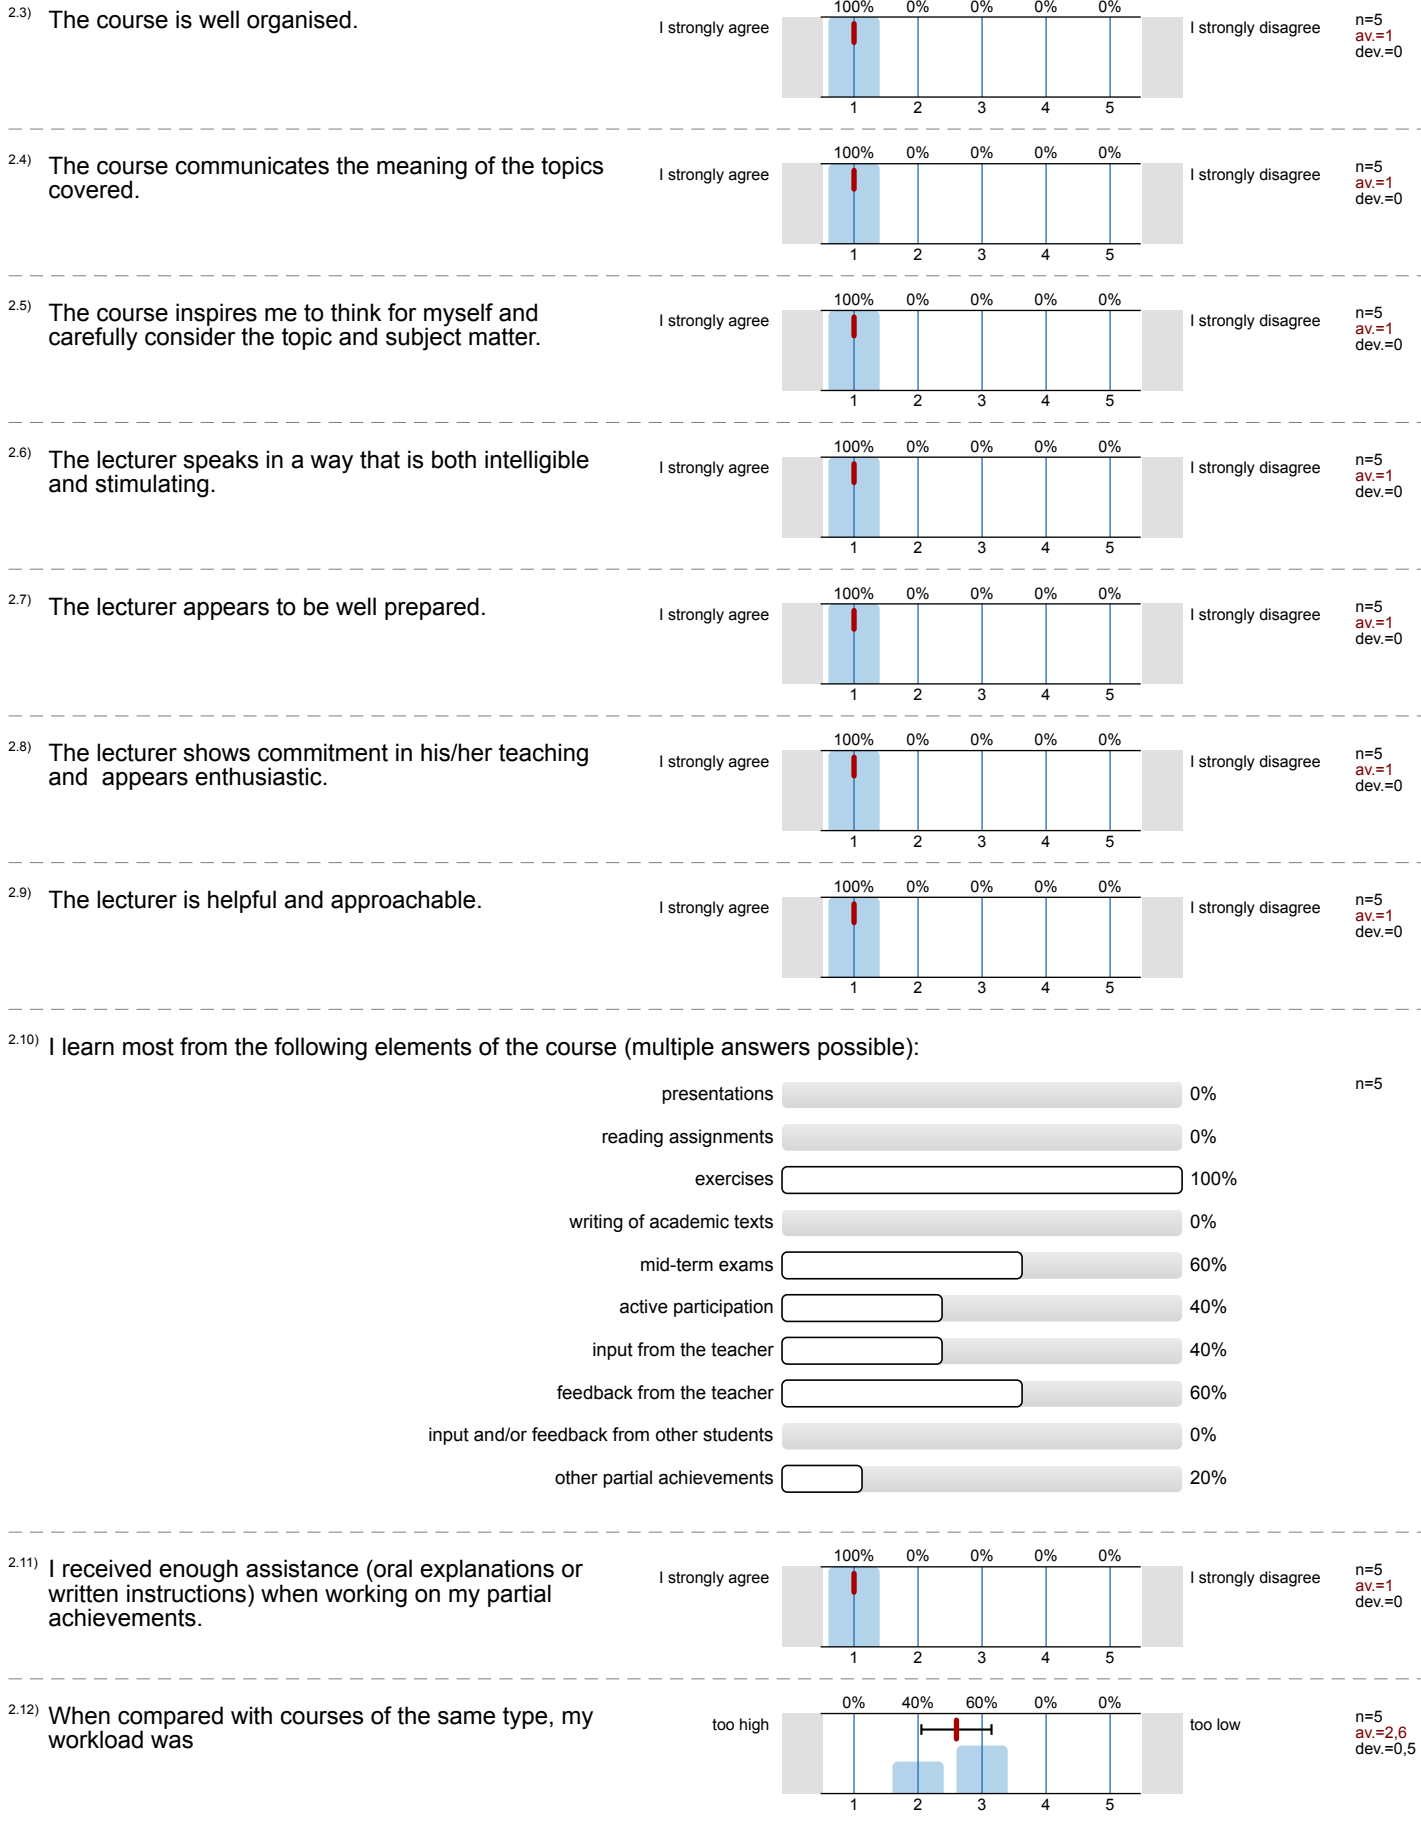 2.3) The course is well organised.
I strongly agree
100% 0% 0% 0% 0%
1 2 3 4 5
I strongly disagree
n=5
av.=1
dev.=0
2.4) The course communicates the meaning of the topics
covered.
I strongly agree
100% 0% 0% 0% 0%
1 2 3 4 5
I strongly disagree
n=5
av.=1
dev.=0
2.5) The course inspires me to think for myself and
carefully consider the topic and subject matter.
I strongly agree
100% 0% 0% 0% 0%
1 2 3 4 5
I strongly disagree
n=5
av.=1
dev.=0
2.6) The lecturer speaks in a way that is both intelligible
and stimulating.
I strongly agree
100% 0% 0% 0% 0%
1 2 3 4 5
I strongly disagree
n=5
av.=1
dev.=0
2.7) The lecturer appears to be well prepared.
I strongly agree
100% 0% 0% 0% 0%
1 2 3 4 5
I strongly disagree
n=5
av.=1
dev.=0
2.8) The lecturer shows commitment in his/her teaching
and appears enthusiastic.
I strongly agree
100% 0% 0% 0% 0%
1 2 3 4 5
I strongly disagree
n=5
av.=1
dev.=0
2.9) The lecturer is helpful and approachable.
I strongly agree
100% 0% 0% 0% 0%
1 2 3 4 5
I strongly disagree
n=5
av.=1
dev.=0
2.10) I learn most from the following elements of the course (multiple answers possible):
n=5
presentations 0%
reading assignments 0%
exercises 100%
writing of academic texts 0%
mid-term exams 60%
active participation 40%
input from the teacher 40%
feedback from the teacher 60%
input and/or feedback from other students 0%
other partial achievements 20%
2.11) I received enough assistance (oral explanations or
written instructions) when working on my partial
achievements.
I strongly agree
100% 0% 0% 0% 0%
1 2 3 4 5
I strongly disagree
n=5
av.=1
dev.=0
2.12) When compared with courses of the same type, my
workload was
too high
0% 40% 60% 0% 0%
1 2 3 4 5
too low
n=5
av.=2,6
dev.=0,5